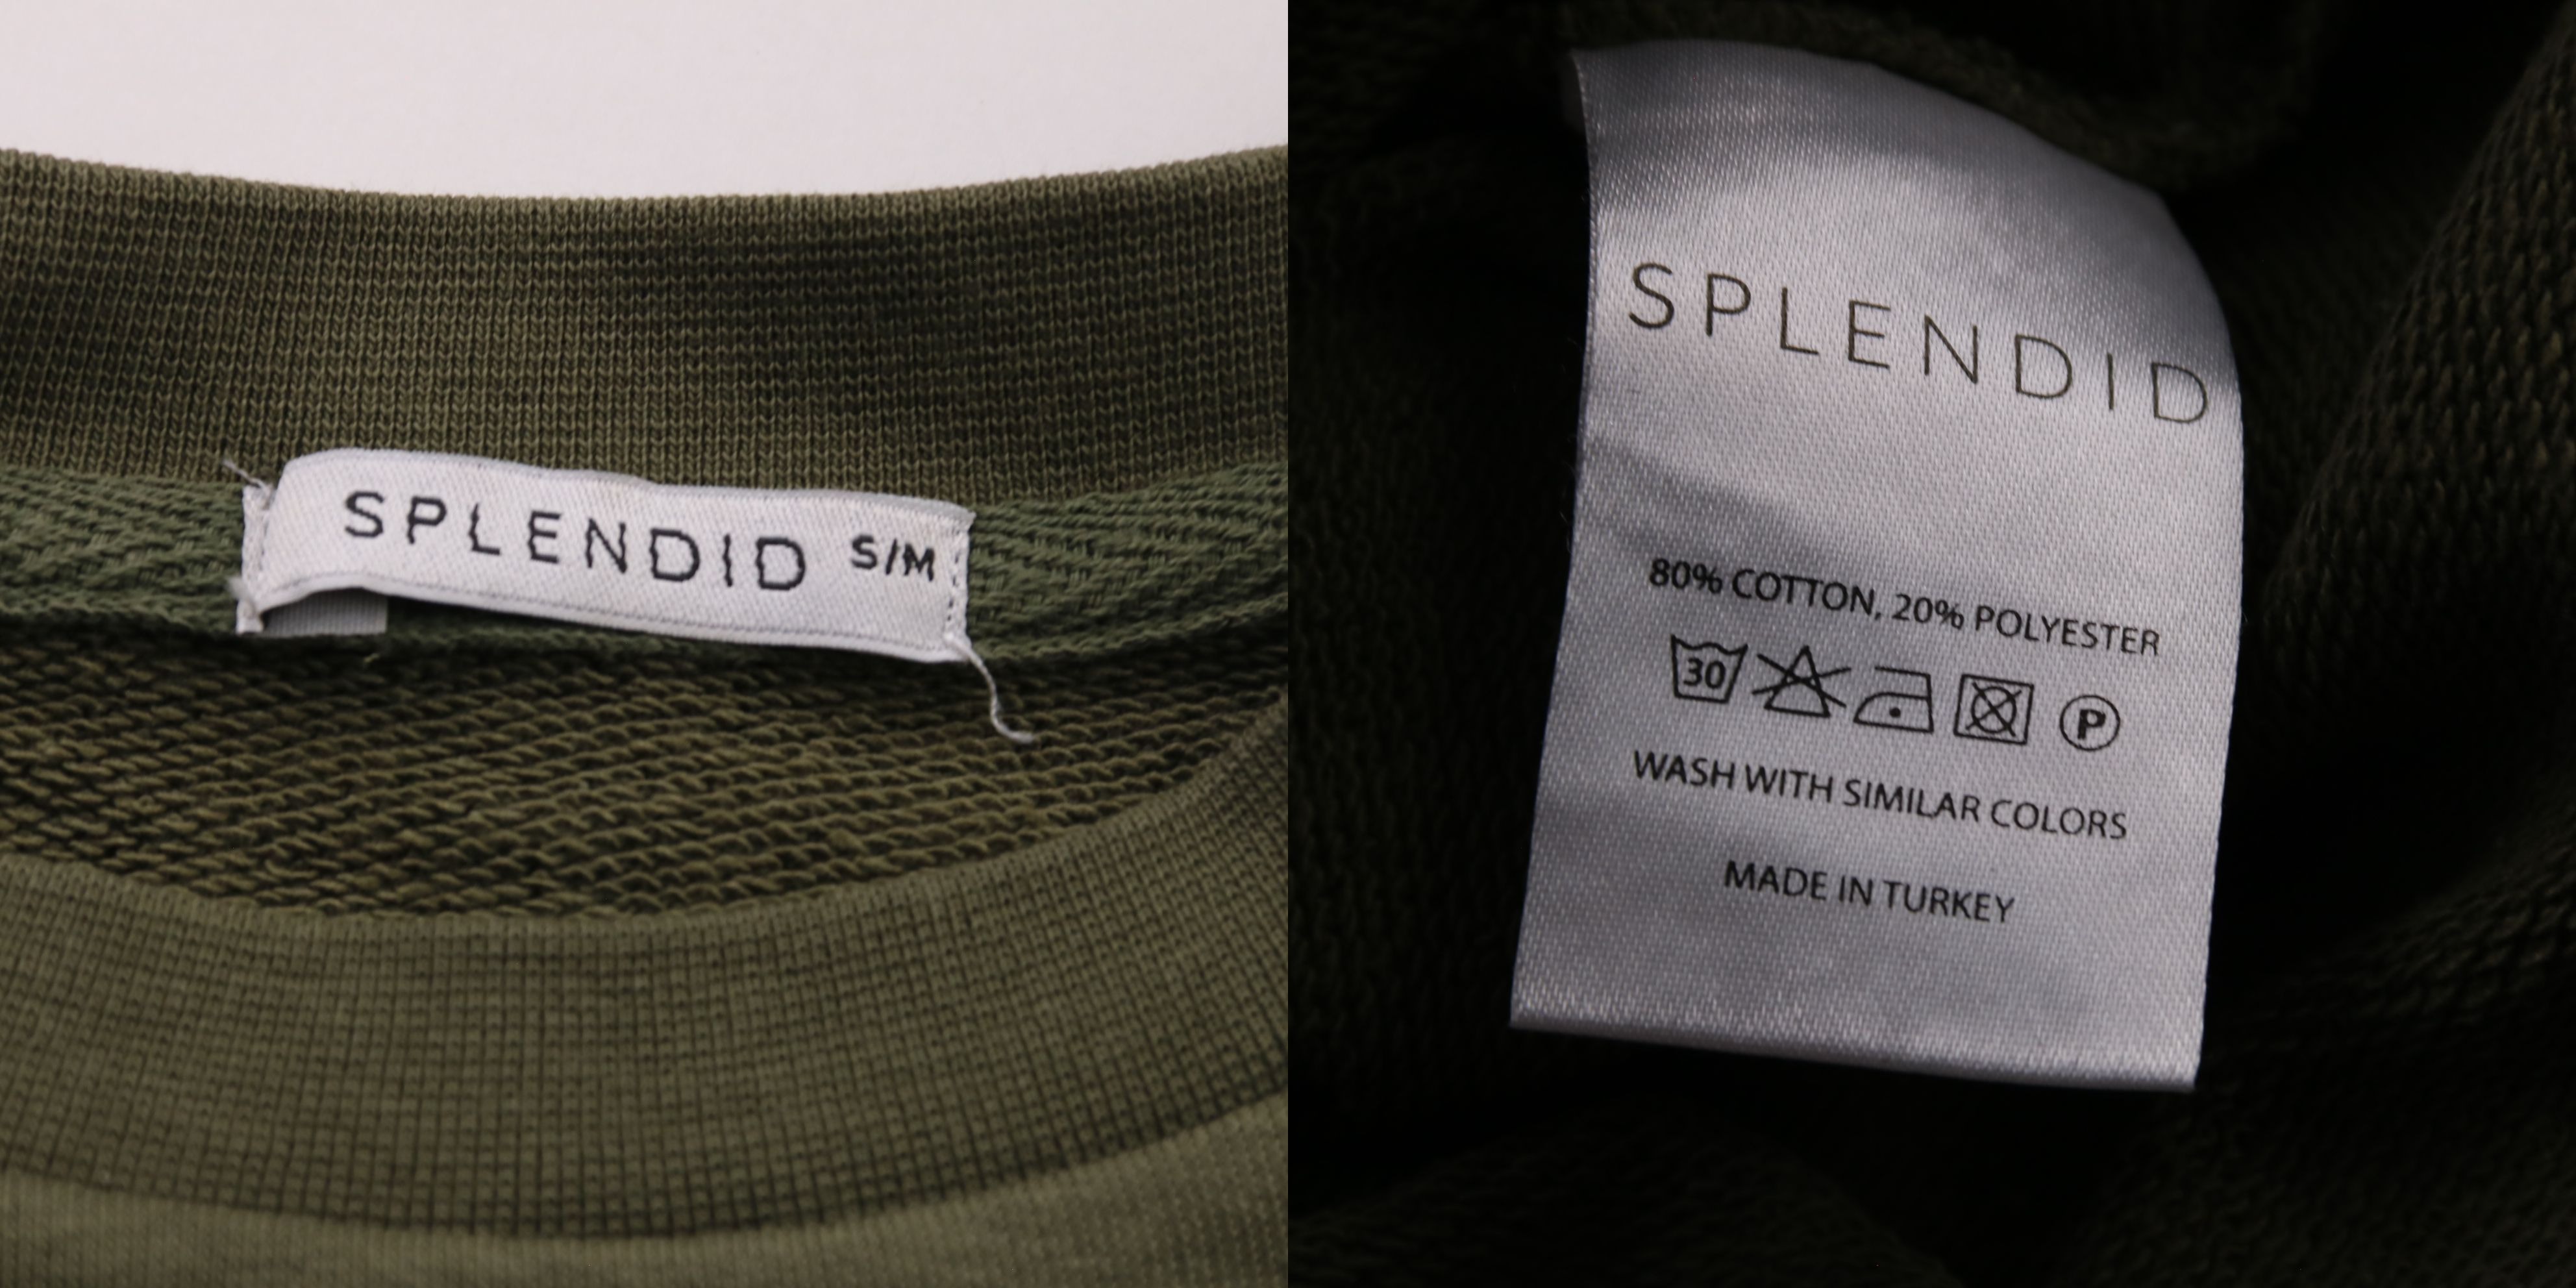 SPLENDID S/M
SPLENDID
80% COTTON, 20% POLYESTER
30 P
WASH WITH SIMILAR COLORS
MADE IN TURKEY